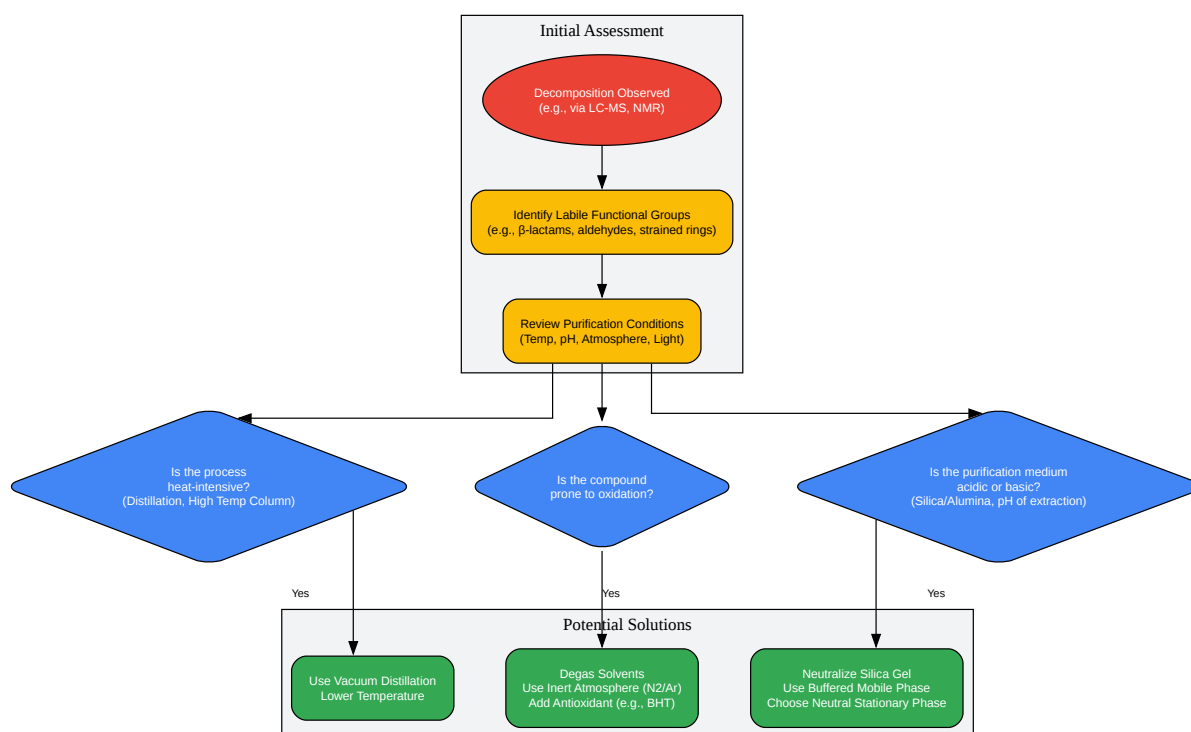 Initial Assessment
Decomposition Observed
(e.g., via LC-MS, NMR)
Identify Labile Functional Groups
(e.g., β-lactams, aldehydes, strained rings)
Review Purification Conditions
(Temp, pH, Atmosphere, Light)
Is the process
heat-intensive?
(Distillation, High Temp Column)
Is the compound
prone to oxidation?
Is the purification medium
acidic or basic?
(Silica/Alumina, pH of extraction)
Yes
Yes
Yes
Potential Solutions
Use Vacuum Distillation
Lower Temperature
Degas Solvents
Use Inert Atmosphere (N2/Ar)
Add Antioxidant (e.g., BHT)
Neutralize Silica Gel
Use Buffered Mobile Phase
Choose Neutral Stationary Phase